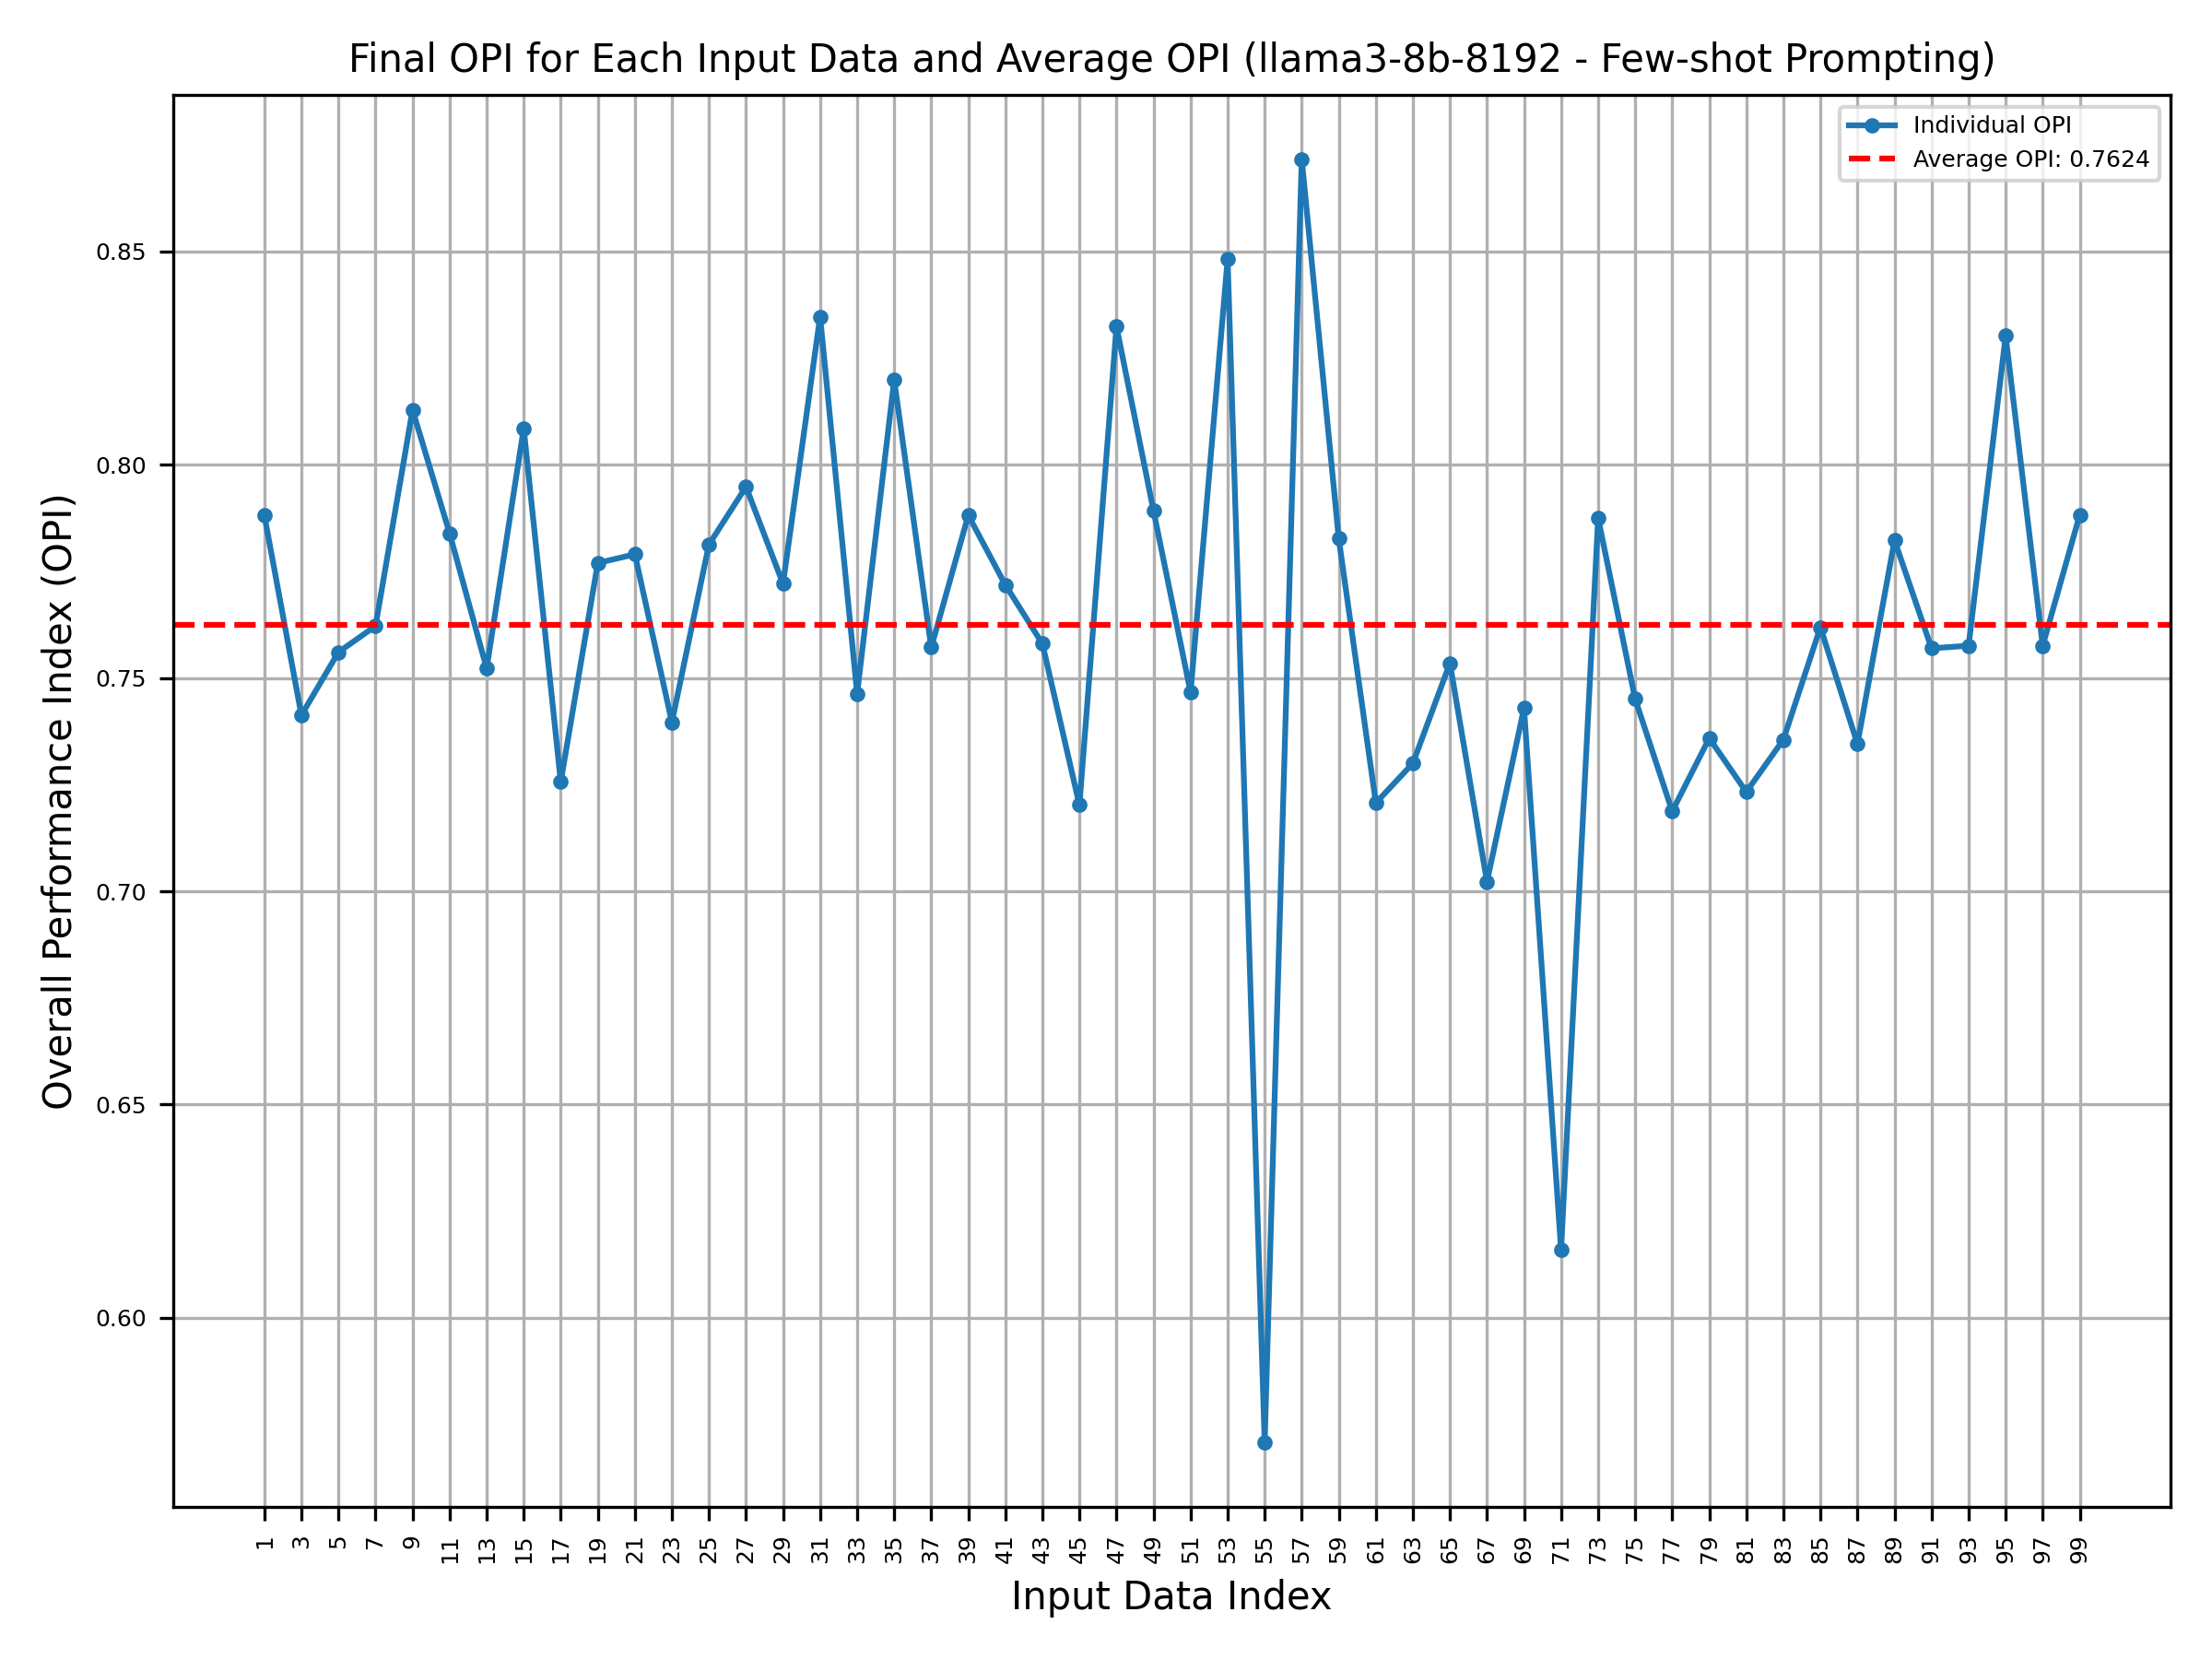 Final OPI for Each Input Data and Average OPI (llama3-8b-8192 - Few-shot Prompting)
Individual OPI
Average OPI: 0.7624
Overall Performance Index (OPI)
0.85
0.80
0.75
0.70
0.65
0.60
1 3 5 7 9 11 13 15 17 19 21 23 25 27 29 31 33 35 37 39 41 43 45 47 49 51 53 55 57 59 61 63 65 67 69 71 73 75 77 79 81 83 85 87 89 91 93 95 97 99
Input Data Index